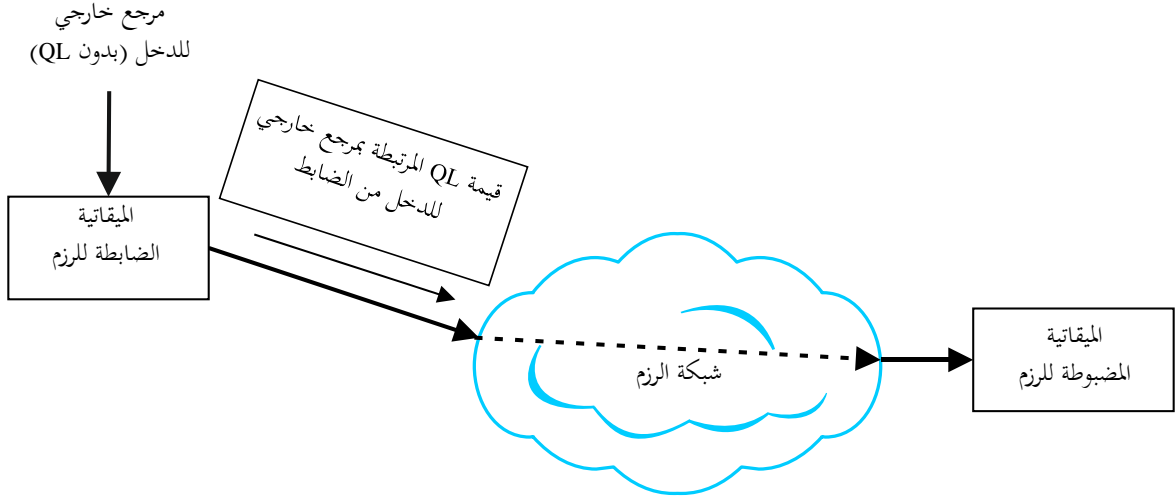 مرجع خارجي
للدخل (بدون QL)
قيمة QL المرتبطة بمرجع خارجي
للدخل من الضابط
الميقاتية
الضابطة للرزم
شبكة الرزم
الميقاتية
المضبوطة للرزم